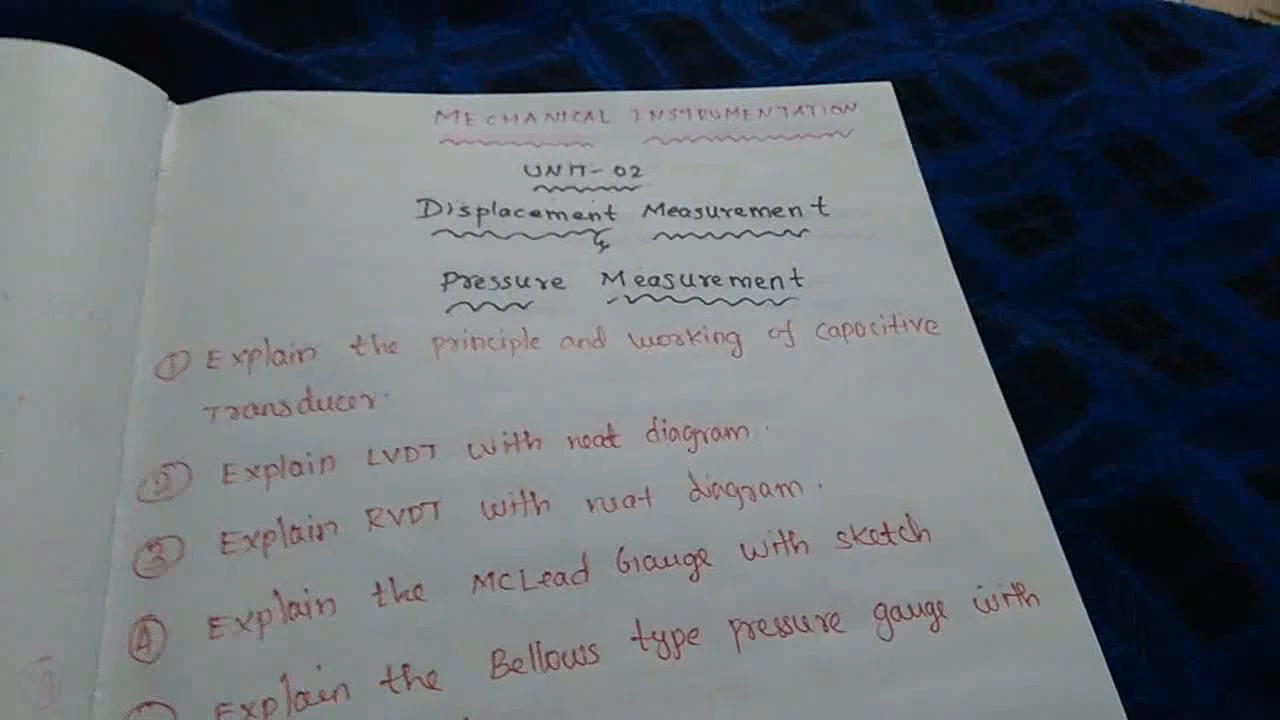 MECHANICAL INSTRUMENTATION
UNIT-02
Displacement Measurement
&
Pressure Measurement
① Explain the principle and working of capacitive
Transducer.
② Explain LVDT with neat diagram.
③ Explain RVDT with neat diagram.
④ Explain the McLead Gauge with sketch
Explain the Bellows type pressure gauge with